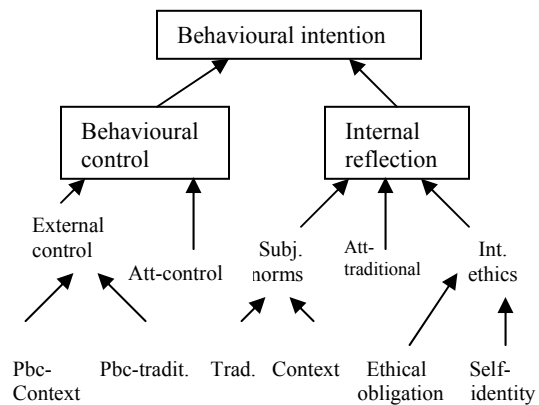 Behavioural intention
Behavioural
control
Internal
reflection
External
control
Att-control
Subj.
norms
Att-
traditional
Int.
ethics
Pbc-
Context
Pbc-tradit.
Trad.
Context
Ethical
obligation
Self-
identity